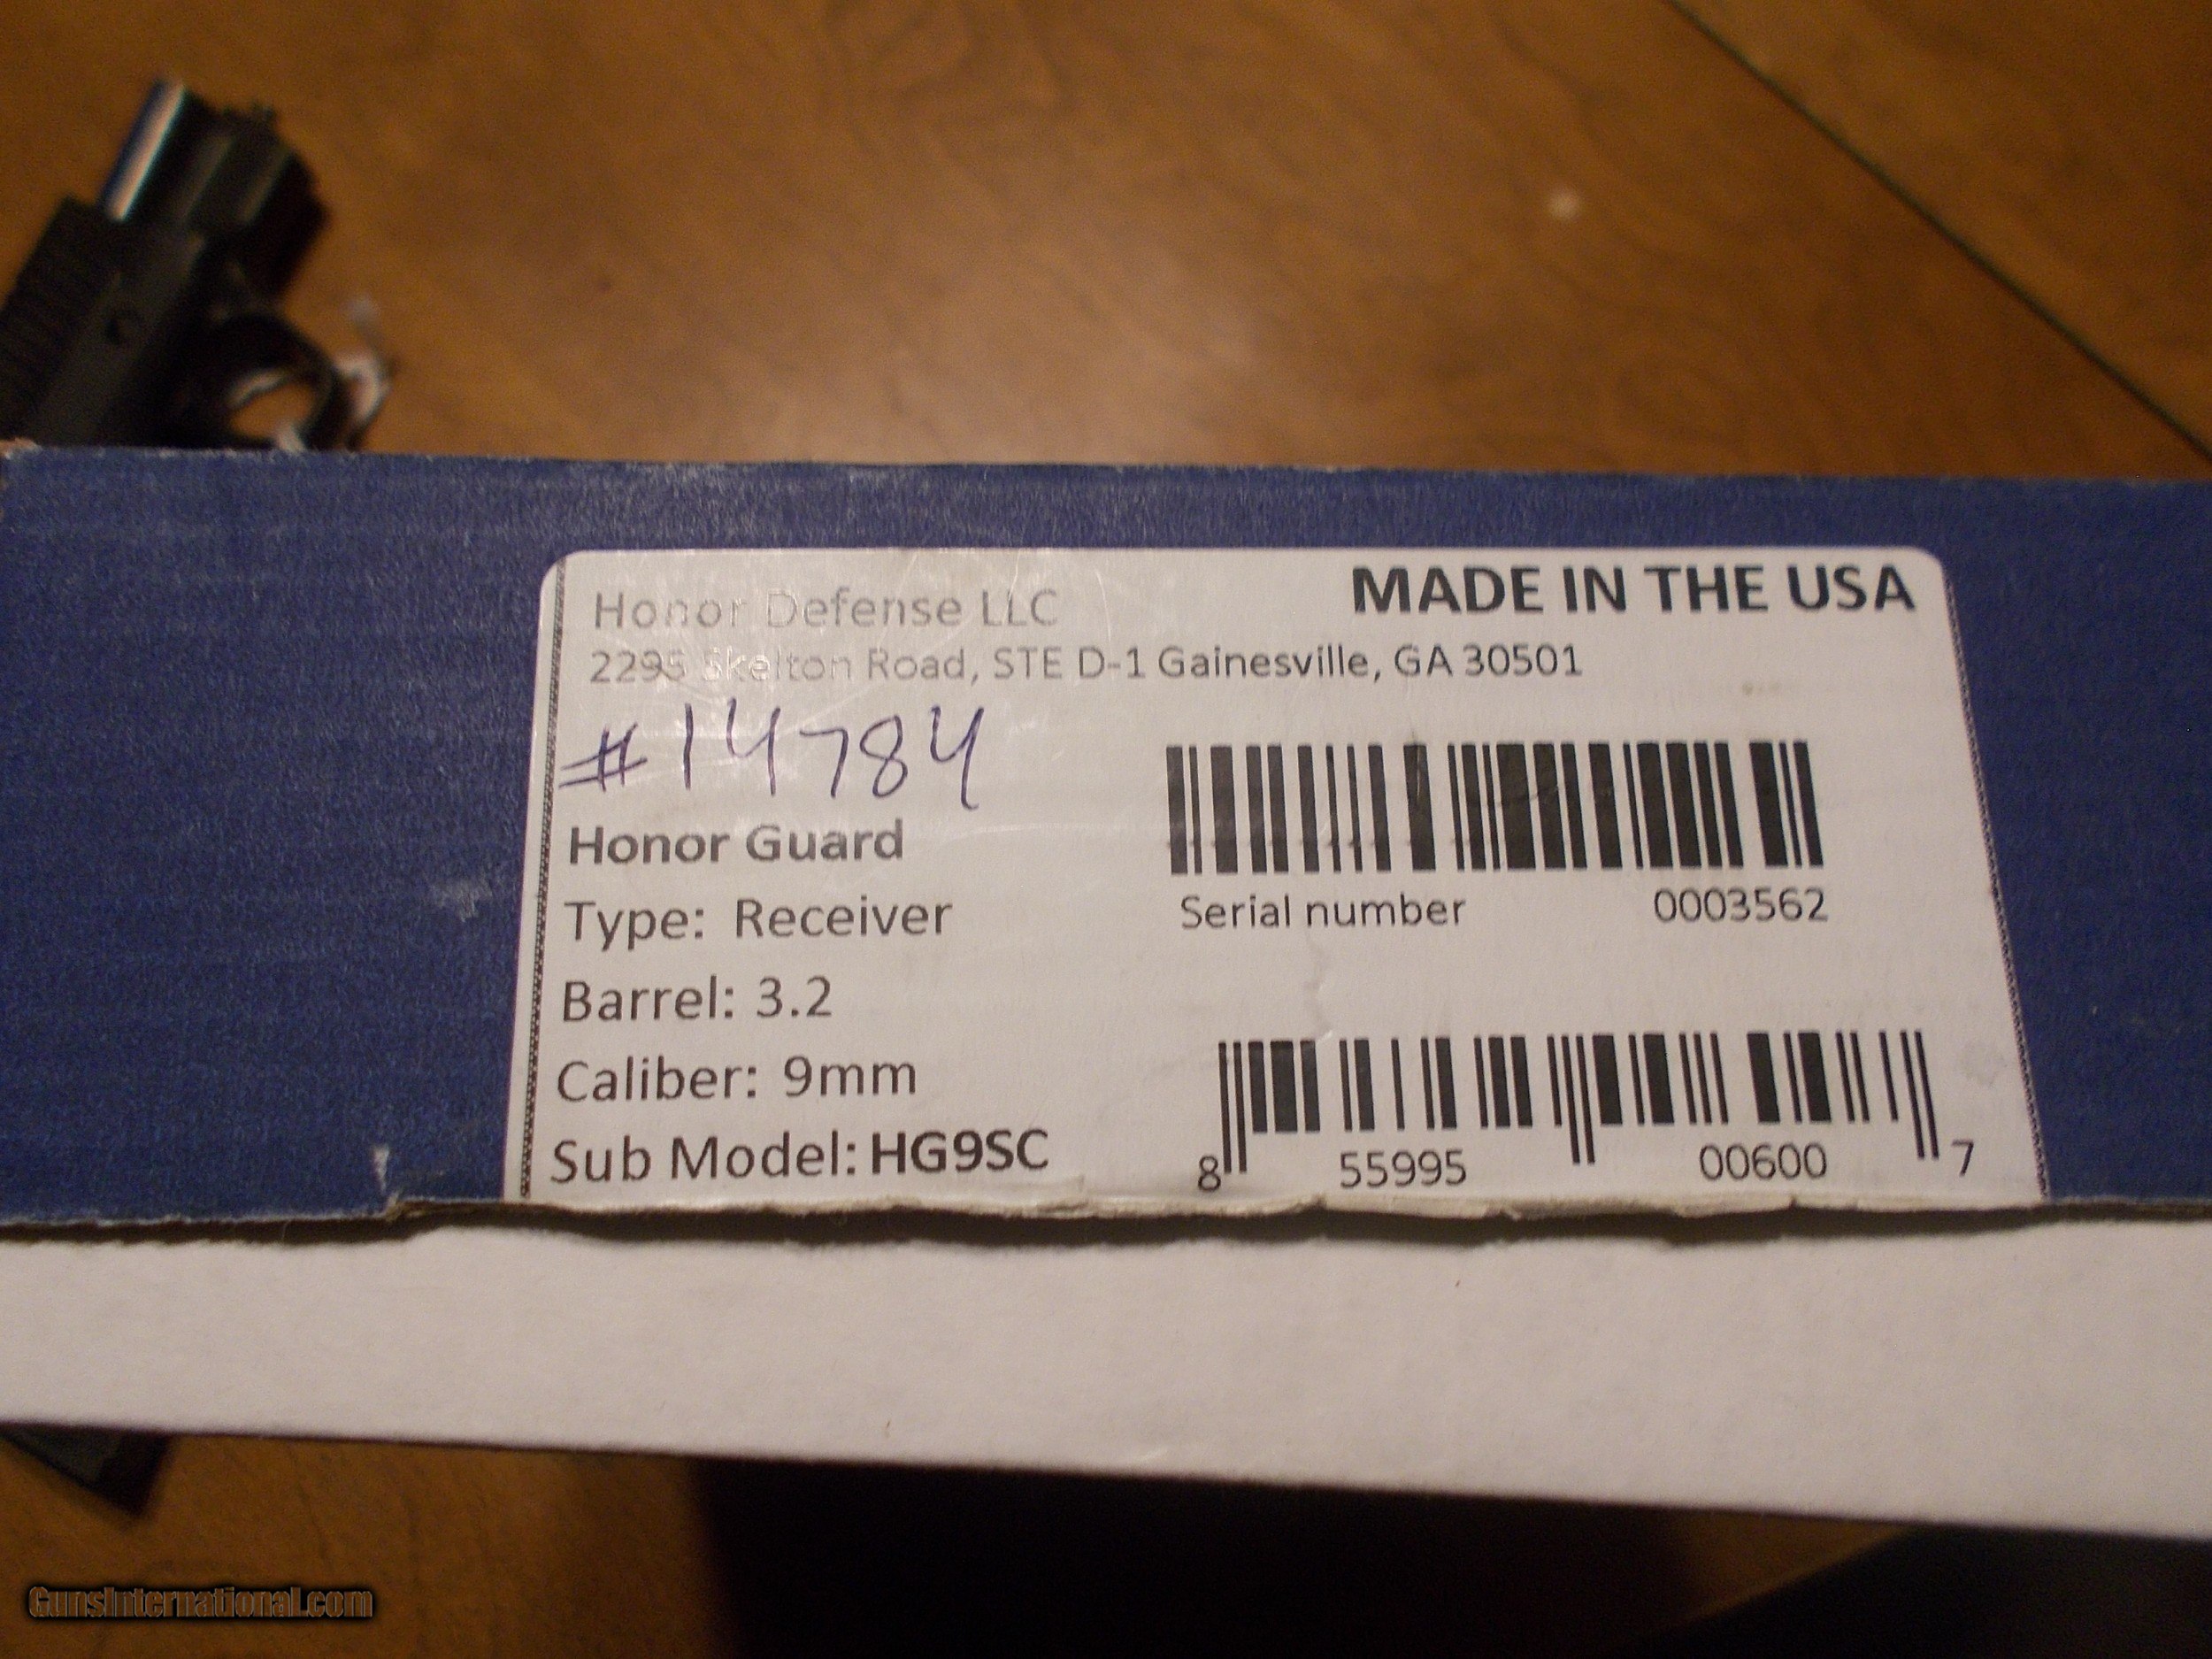 Honor Defense LLC
MADE IN THE USA
2295 Skelton Road, STE D-1 Gainesville, GA 30501
#14784
Honor Guard
Type: Receiver
Serial number 0003562
Barrel: 3.2
Caliber: 9mm
Sub Model: HG9SC
8 55995 00600 7
GunsInternational.com